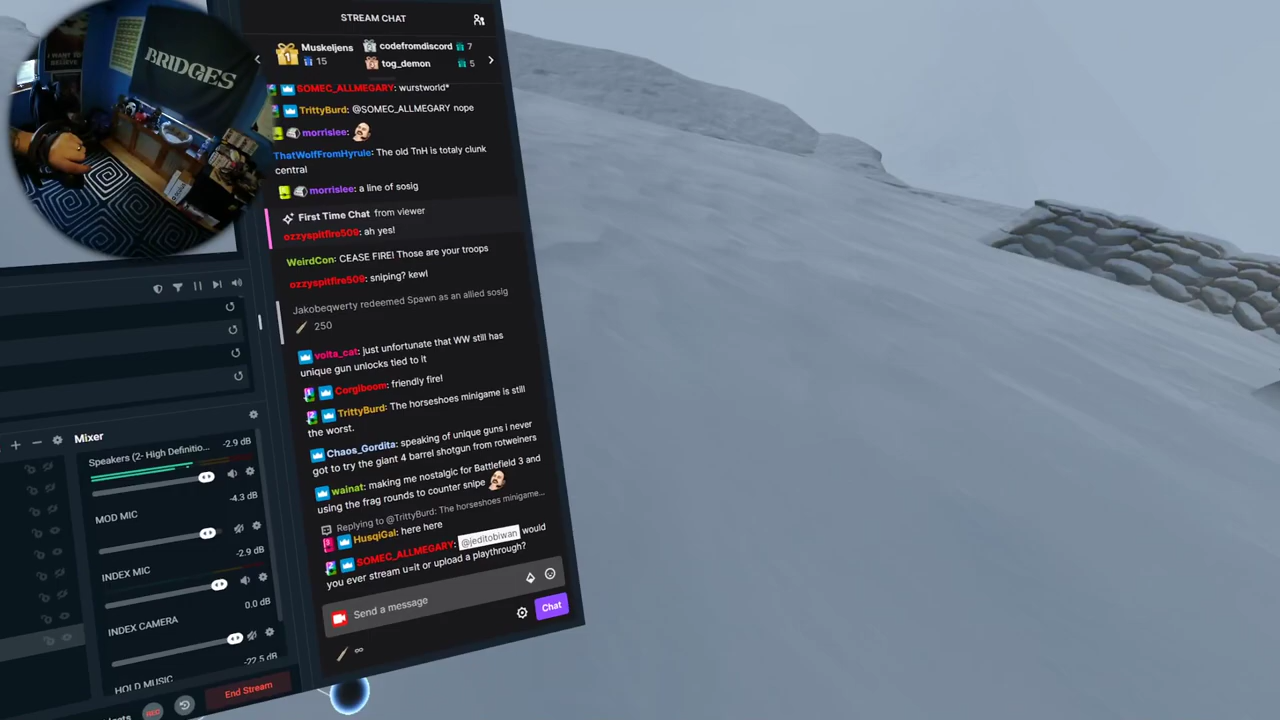 STREAM CHAT
Muskeljens
15
codefromdiscord 7
tog_demon 5
SOMEC_ALLMEGARY: wurstworld*
TrittyBurd: @SOMEC_ALLMEGARY nope
morrislee:
ThatWolfFromHyrule: The old TnH is totaly clunk
central
morrislee: a line of sosig
First Time Chat from viewer
ozzyspitfire509: ah yes!
WeirdCon: CEASE FIRE! Those are your troops
ozzyspitfire509: sniping? kewl
Jakobeqwerty redeemed Spawn as an allied sosig
250
volta_cat: just unfortunate that WW still has
unique gun unlocks tied to it
Corgiboom: friendly fire!
TrittyBurd: The horseshoes minigame is still
the worst.
Chaos_Gordita: speaking of unique guns i never
got to try the giant 4 barrel shotgun from rotweiners
wainat: making me nostalgic for Battlefield 3 and
using the frag rounds to counter snipe
Replying to @TrittyBurd: The horseshoes minigame...
HusqiGal: here here
SOMEC_ALLMEGARY: @jeditobiwan would
you ever stream u=it or upload a playthrough?
Send a message
Chat
∞
BRIDGES
I WANT TO
Mixer
Speakers (2- High Definitio... -2.9 dB
-4.3 dB
MOD MIC
-2.9 dB
INDEX MIC
0.0 dB
INDEX CAMERA
-22.5 dB
HOLD MUSIC
REC
End Stream